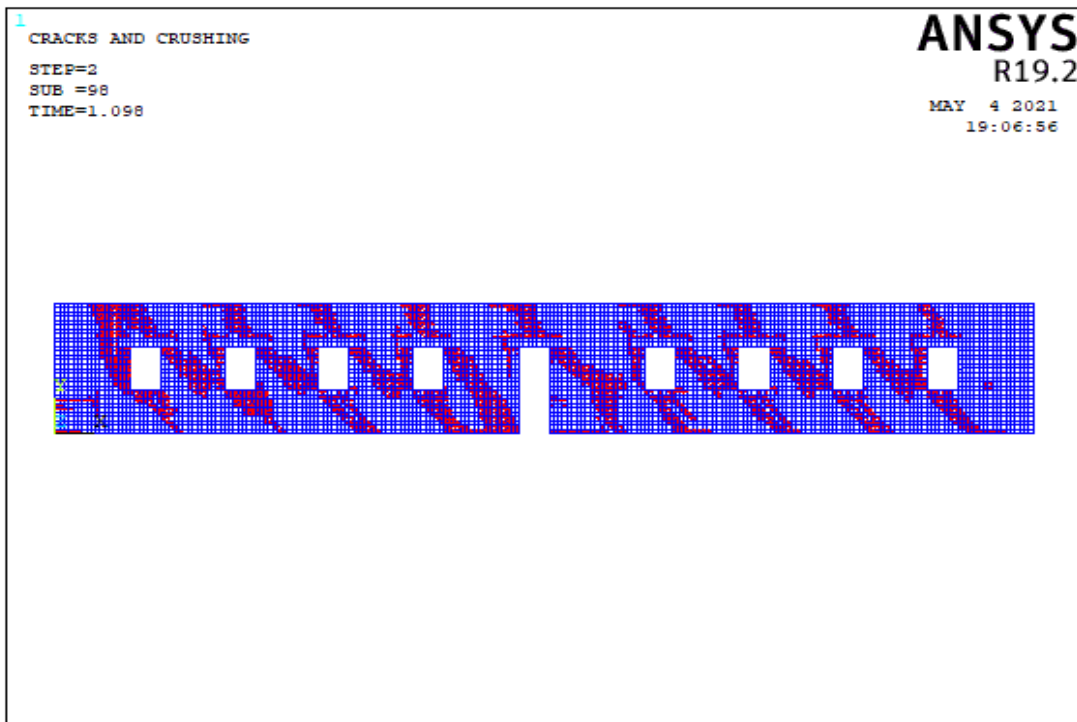 1
CRACKS AND CRUSHING
STEP=2
SUB =98
TIME=1.098
ANSYS
R19.2
MAY 4 2021
19:06:56
Y
X